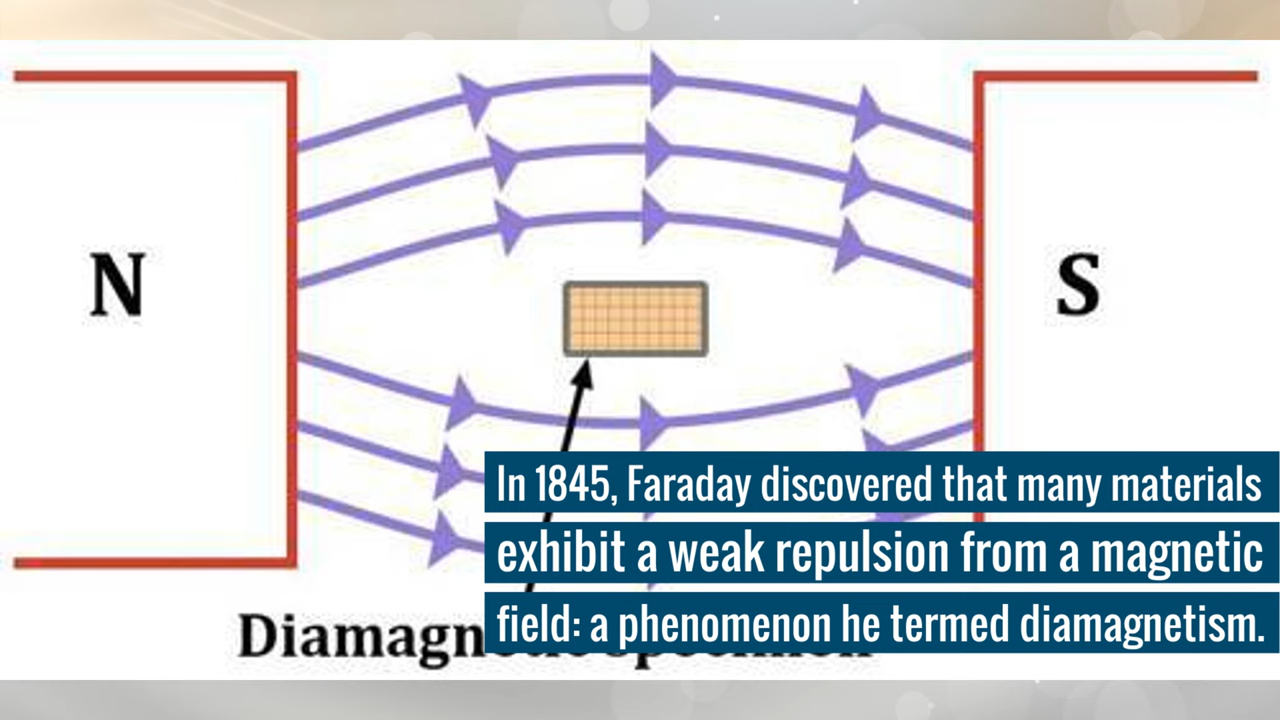 N
S
In 1845, Faraday discovered that many materials
exhibit a weak repulsion from a magnetic
field: a phenomenon he termed diamagnetism.